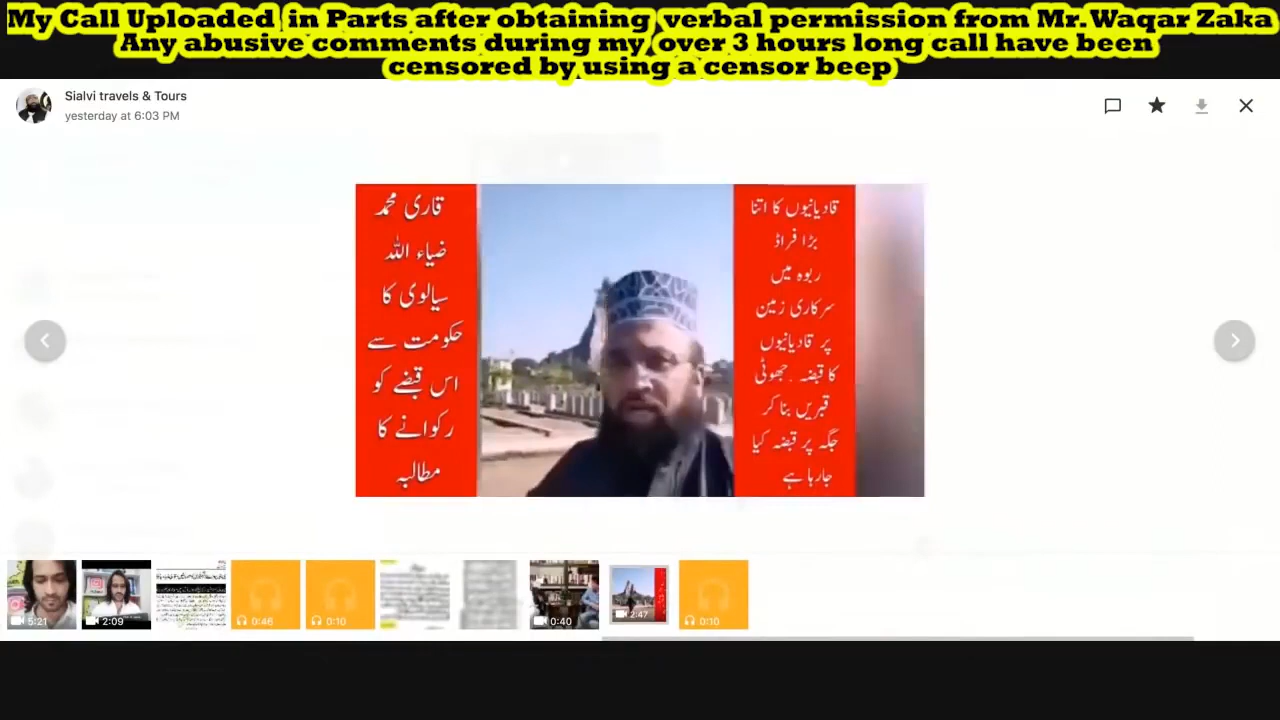 My Call Uploaded in Parts after obtaining verbal permission from Mr. Waqar Zaka
Any abusive comments during my, over 3 hours long call have been
censored by using a censor beep
Sialvi travels & Tours
yesterday at 6:03 PM
قادیانیوں کا اتنا
بڑا فراڈ
ربوہ میں
سرکاری زمین
پر قادیانیوں
کا قبضہ . جھوٹی
قبریں بنا کر
جگہ پر قبضہ کیا
جا رہا ہے
قاری محمد
ضیاء اللہ
سیالوی کا
حکومت سے
اس قبضے کو
رکوانے کا
مطالبہ
5:21
2:09
0:46
0:10
0:40
2:47
0:10